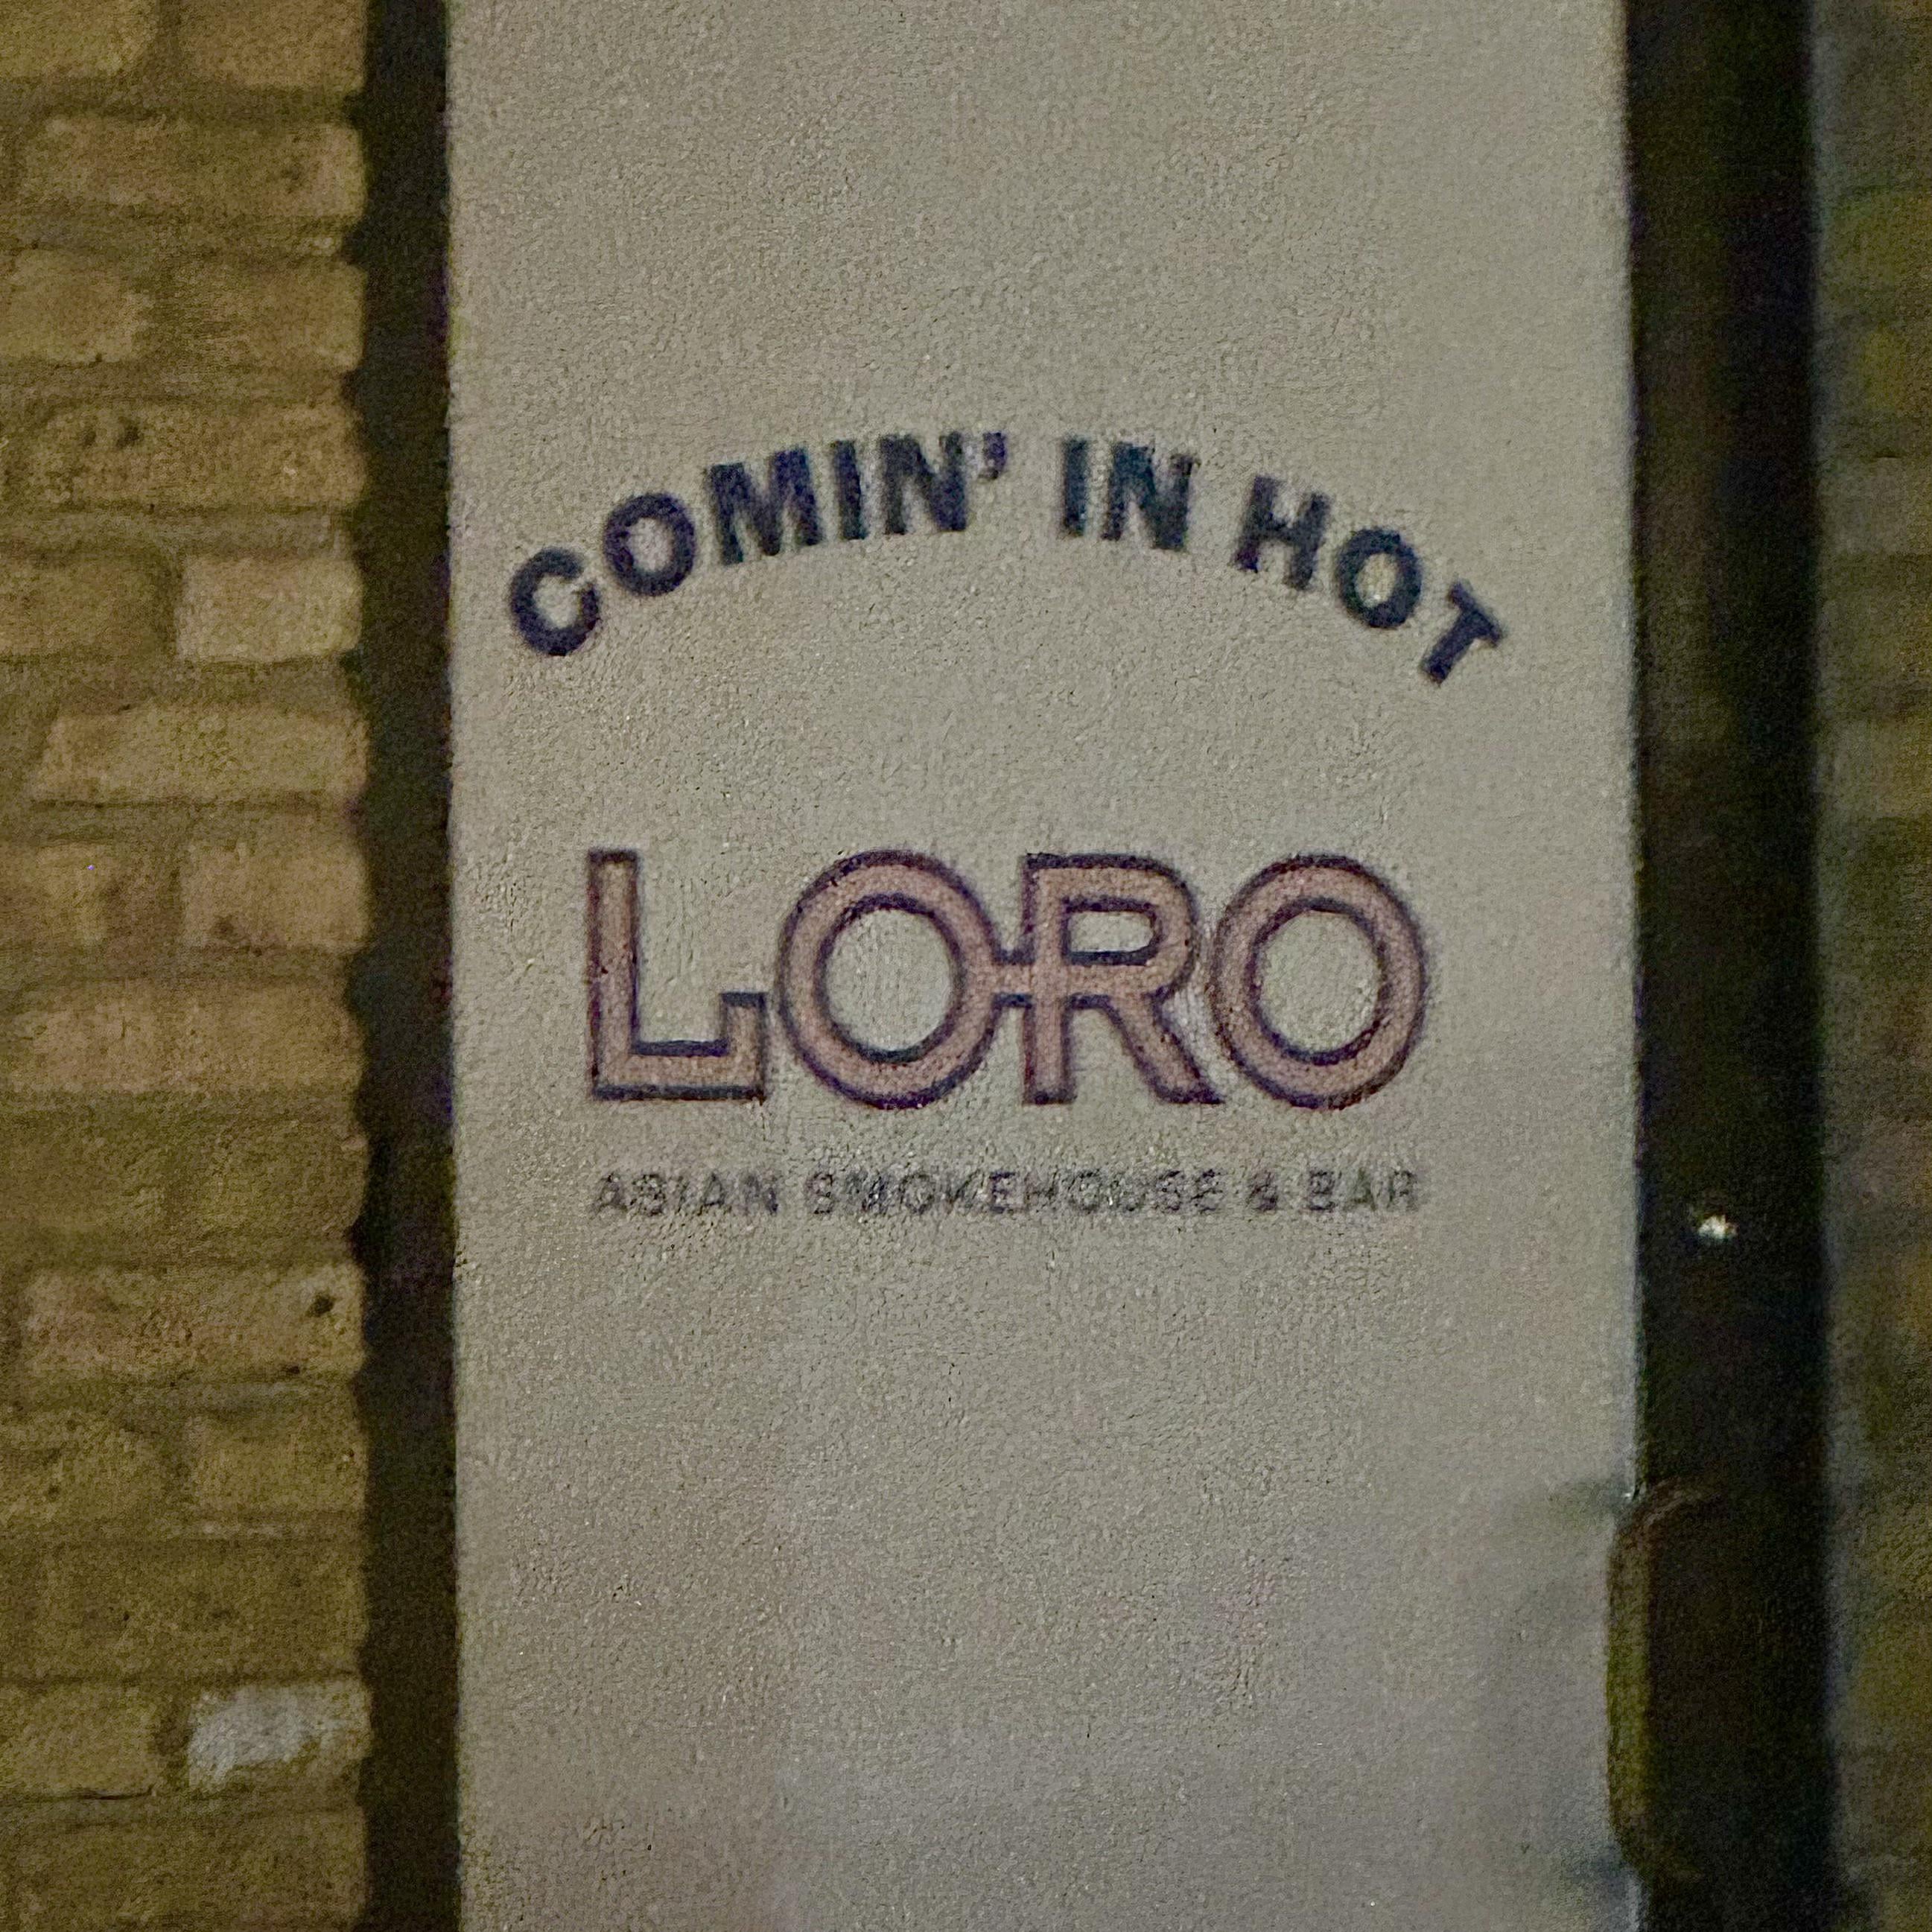 COMIN' IN HOT
LORO
ASIAN SMOKEHOUSE & BAR